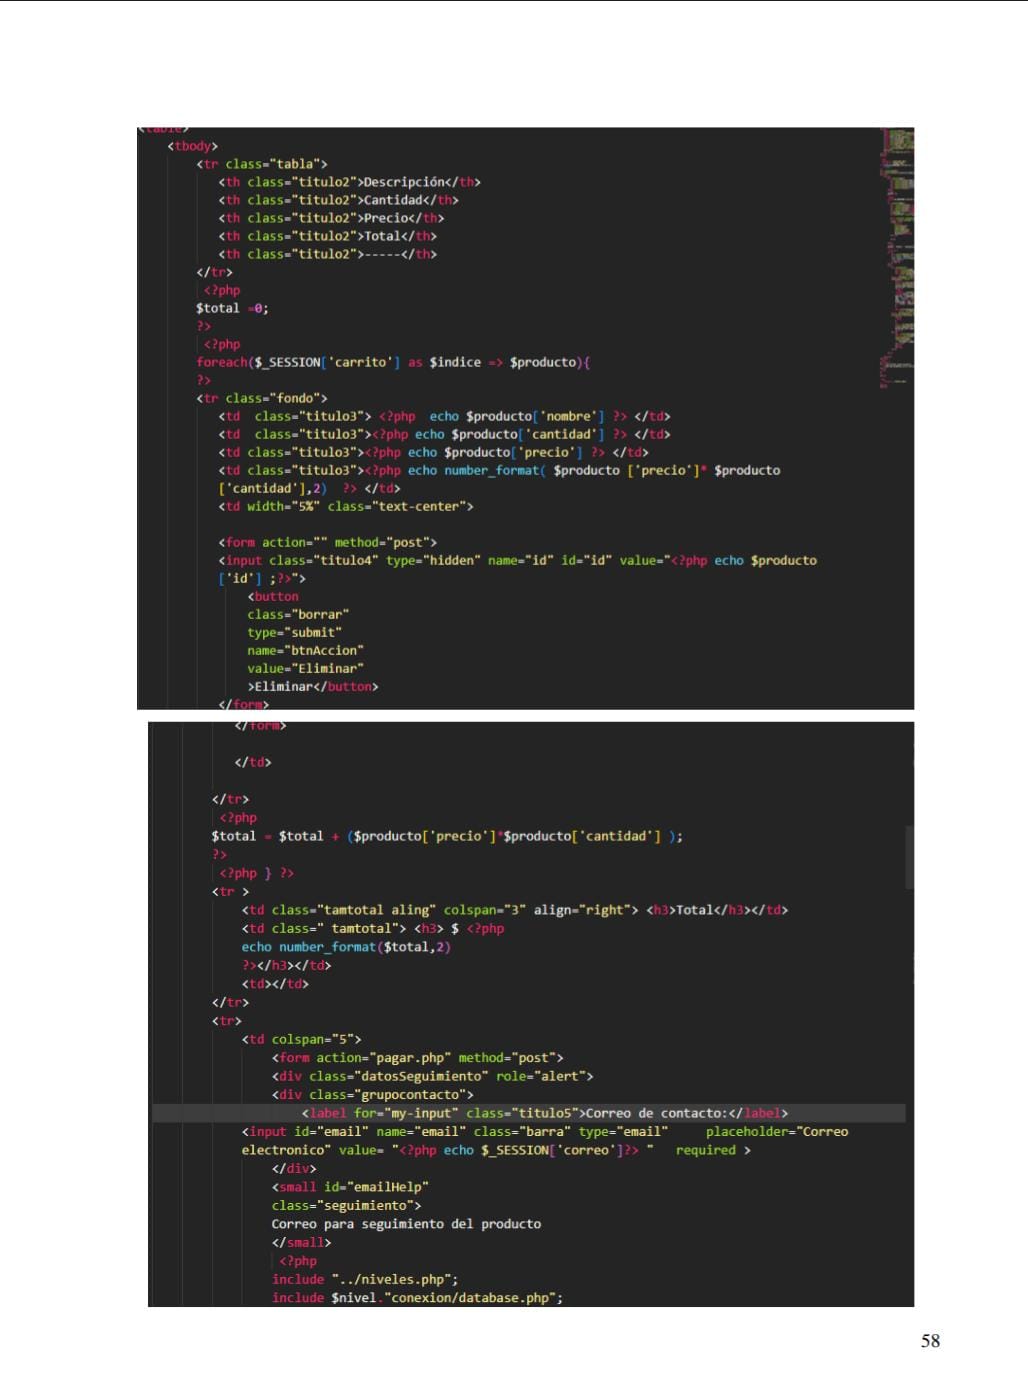 <table>
<tbody>
<tr class="tabla">
<th class="titulo2">Descripción</th>
<th class="titulo2">Cantidad</th>
<th class="titulo2">Precio</th>
<th class="titulo2">Total</th>
<th class="titulo2">-----</th>
</tr>
<?php
$total =0;
?>
<?php
foreach($_SESSION['carrito'] as $indice => $producto){
?>
<tr class="fondo">
<td  class="titulo3"> <?php  echo $producto['nombre'] ?> </td>
<td  class="titulo3"><?php echo $producto['cantidad'] ?> </td>
<td class="titulo3"><?php echo $producto['precio'] ?> </td>
<td class="titulo3"><?php echo number_format( $producto ['precio']* $producto
['cantidad'],2)  ?> </td>
<td width="5%" class="text-center">
<form action="" method="post">
<input class="titulo4" type="hidden" name="id" id="id" value="<?php echo $producto
['id'] ;?>">
<button
class="borrar"
type="submit"
name="btnAccion"
value="Eliminar"
>Eliminar</button>
</form>
</form>
</td>
</tr>
<?php
$total = $total + ($producto['precio']*$producto['cantidad'] );
?>
<?php } ?>
<tr >
<td class="tamtotal aling" colspan="3" align="right"> <h3>Total</h3></td>
<td class=" tamtotal"> <h3> $ <?php
echo number_format($total,2)
?></h3></td>
<td></td>
</tr>
<tr>
<td colspan="5">
<form action="pagar.php" method="post">
<div class="datosSeguimiento" role="alert">
<div class="grupocontacto">
<label for="my-input" class="titulo5">Correo de contacto:</label>
<input id="email" name="email" class="barra" type="email"     placeholder="Correo
electronico" value= "<?php echo $_SESSION['correo']?> "   required >
</div>
<small id="emailHelp"
class="seguimiento">
Correo para seguimiento del producto
</small>
<?php
include "../niveles.php";
include $nivel."conexion/database.php";
58